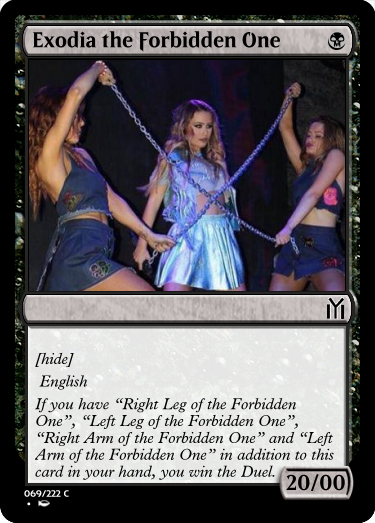 Exodia the Forbidden One
[hide]
English
If you have “Right Leg of the Forbidden
One”, “Left Leg of the Forbidden One”,
“Right Arm of the Forbidden One” and “Left
Arm of the Forbidden One” in addition to this
card in your hand, you win the Duel.
20/00
069/222 C